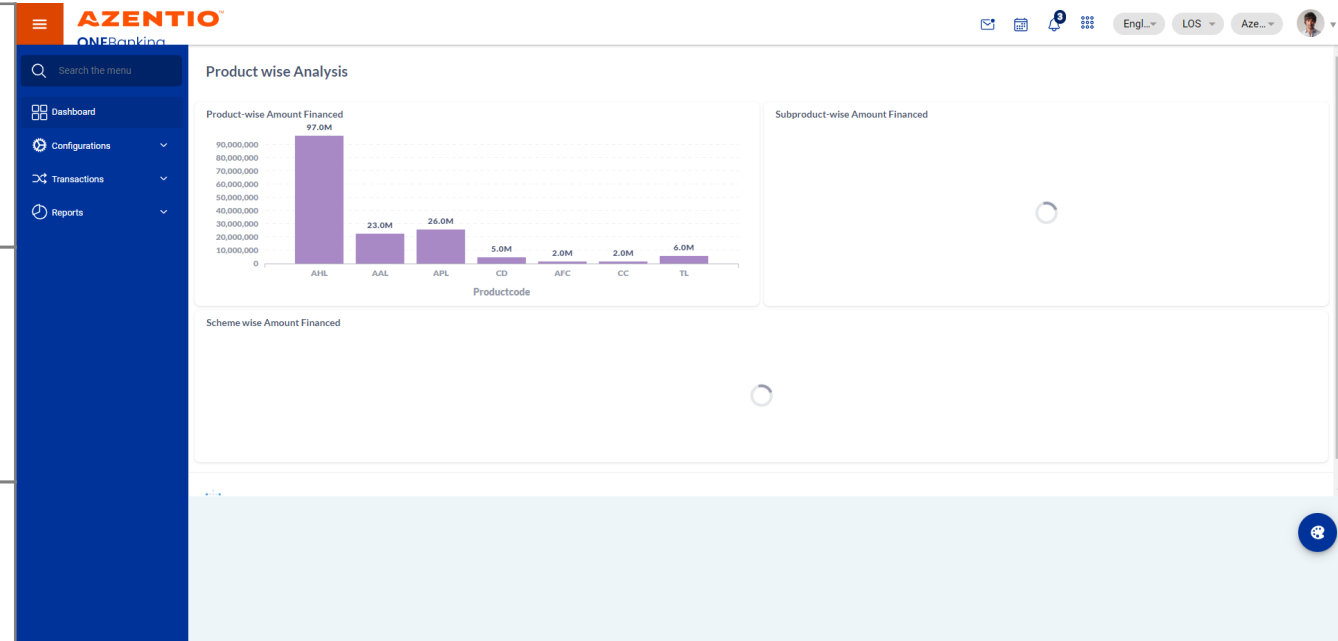 AZENTIO™
ONEBanking
3
Engl...
LOS
Aze...
Search the menu
Dashboard
Configurations
Transactions
Reports
Product wise Analysis
Product-wise Amount Financed
97.0M
90,000,000
80,000,000
70,000,000
60,000,000
50,000,000
40,000,000
30,000,000
20,000,000
10,000,000
0
23.0M
26.0M
5.0M
2.0M
2.0M
6.0M
AHL
AAL
APL
CD
AFC
CC
TL
Productcode
Subproduct-wise Amount Financed
Scheme wise Amount Financed